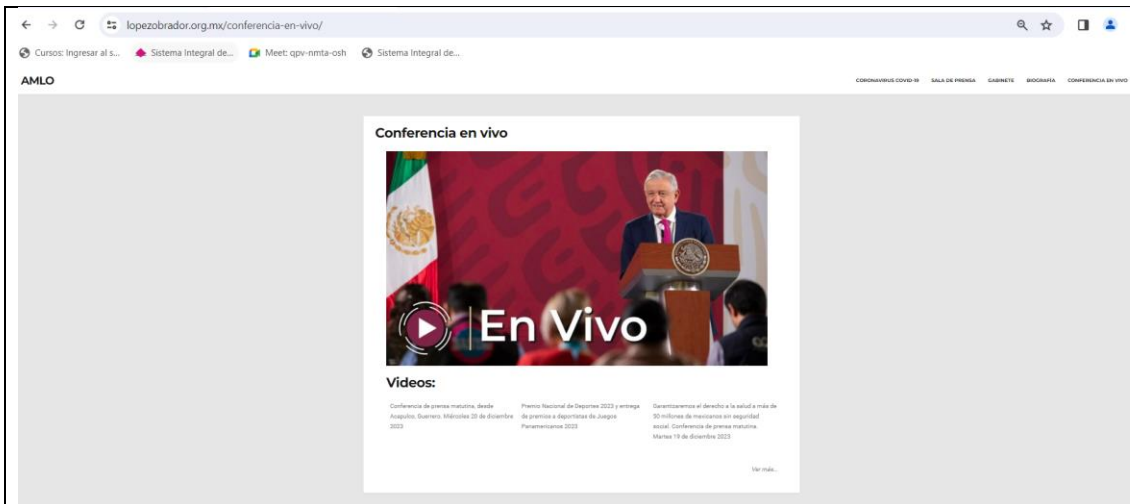 lopezobrador.org.mx/conferencia-en-vivo/
Cursos: Ingresar al s... Sistema Integral de... Meet: qpv-nmta-osh Sistema Integral de...
AMLO
CORONAVIRUS COVID-19 SALA DE PRENSA GABINETE BIOGRAFÍA CONFERENCIA EN VIVO
Conferencia en vivo
En Vivo
Videos:
Conferencia de prensa matutina, desde
Acapulco, Guerrero. Miércoles 20 de diciembre
2023
Premio Nacional de Deportes 2023 y entrega
de premios a deportistas de Juegos
Panamericanos 2023
Garantizaremos el derecho a la salud a más de
50 millones de mexicanos sin seguridad
social. Conferencia de prensa matutina.
Martes 19 de diciembre 2023
Ver más...